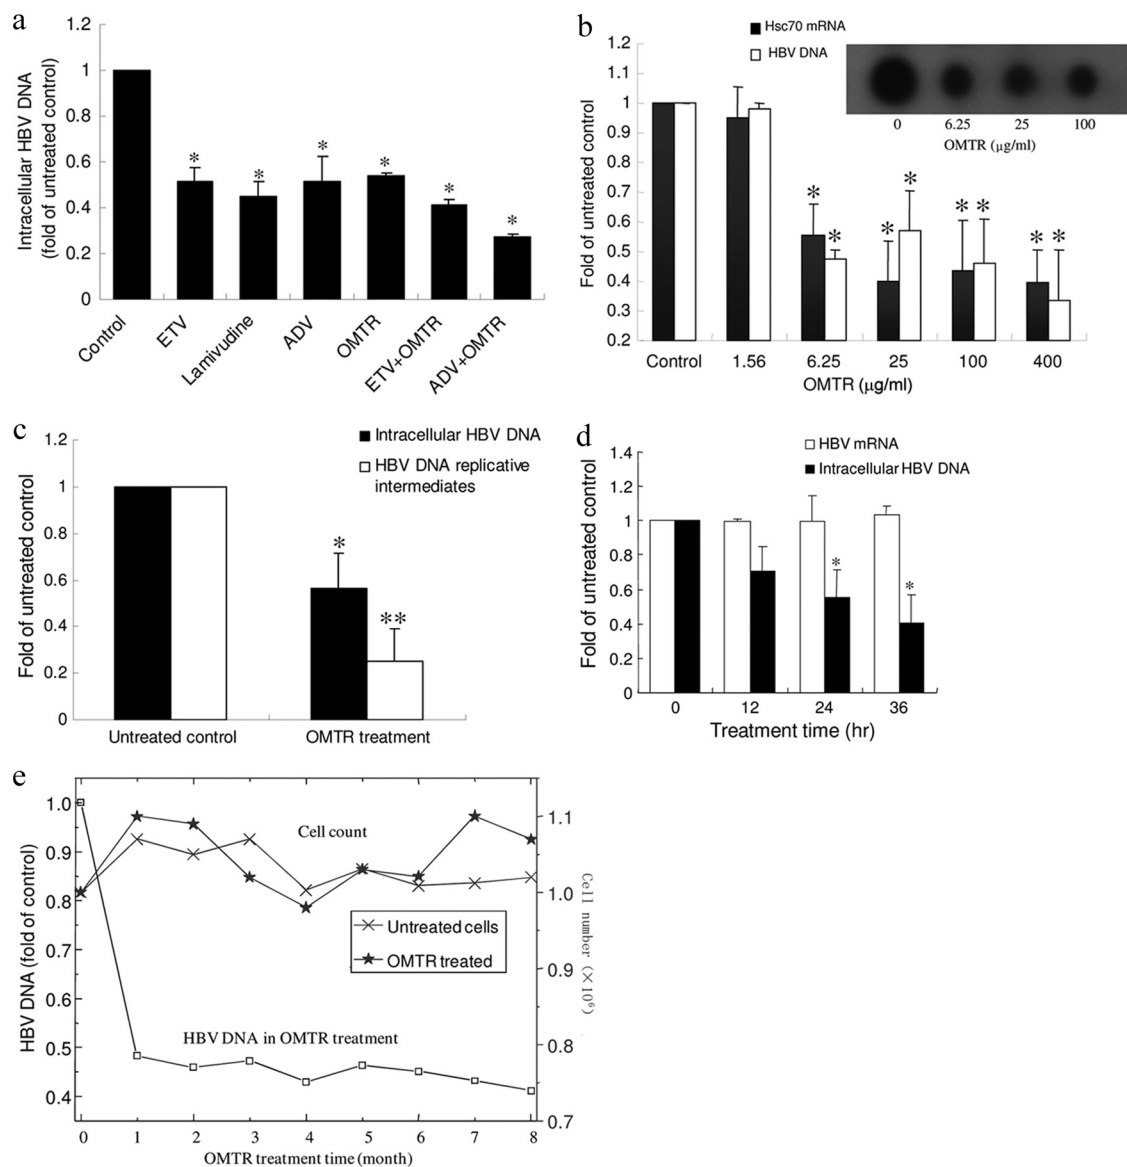 a
Intracellular HBV DNA
(fold of untreated control)
1.2
1
0.8
0.6
0.4
0.2
0
* * * * * *
Control
ETV
Lamivudine
ADV
OMTR
ETV+OMTR
ADV+OMTR
b
Hsc70 mRNA
HBV DNA
Fold of untreated control
1.2
1.1
1
0.9
0.8
0.7
0.6
0.5
0.4
0.3
0.2
* * * * * * * *
Control 1.56 6.25 25 100 400
OMTR (μg/ml)
0 6.25 25 100
OMTR (μg/ml)
c
Intracellular HBV DNA
HBV DNA replicative
intermediates
Fold of untreated control
1.2
1
0.8
0.6
0.4
0.2
0
* **
Untreated control OMTR treatment
d
HBV mRNA
Intracellular HBV DNA
Fold of untreated control
1.4
1.2
1
0.8
0.6
0.4
0.2
0
* *
0 12 24 36
Treatment time (hr)
e
HBV DNA (fold of control)
1.0
0.9
0.8
0.7
0.6
0.5
0.4
Cell count
Untreated cells
OMTR treated
HBV DNA in OMTR treatment
1.1
1.0
0.9
0.8
0.7
Cell number (×10⁶)
0 1 2 3 4 5 6 7 8
OMTR treatment time (month)